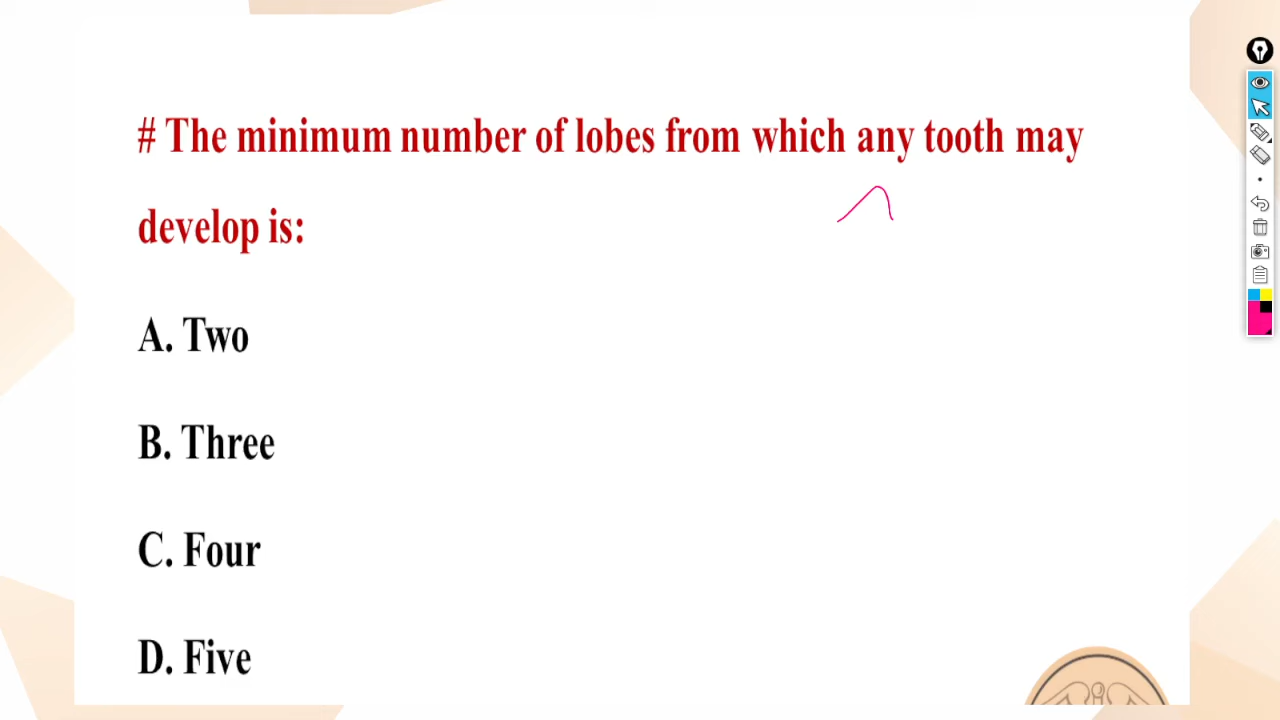 # The minimum number of lobes from which any tooth may
develop is:
A. Two
B. Three
C. Four
D. Five